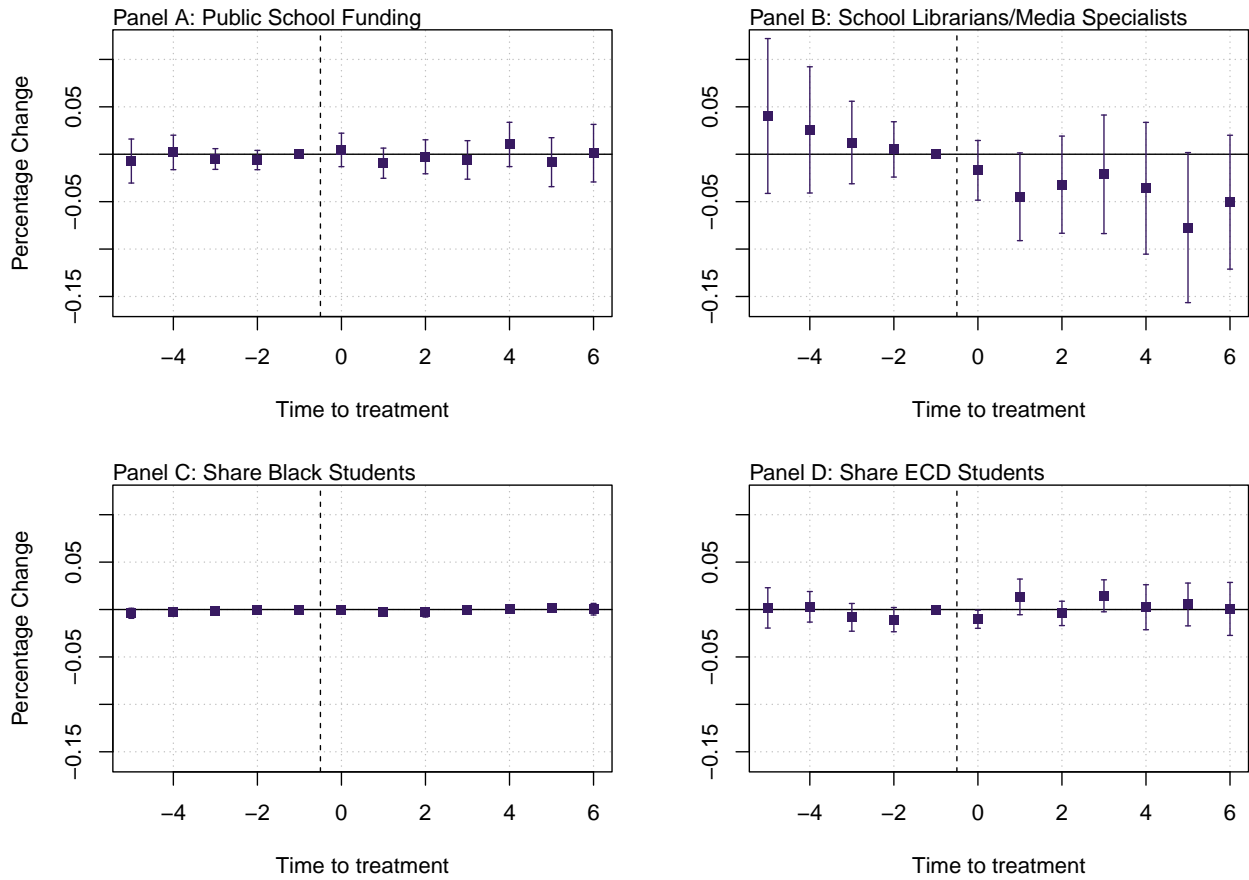 Panel A: Public School Funding
Percentage Change
0.05
−0.05
−0.15
−4 −2 0 2 4 6
Time to treatment
Panel B: School Librarians/Media Specialists
0.05
−0.05
−0.15
−4 −2 0 2 4 6
Time to treatment
Panel C: Share Black Students
Percentage Change
0.05
−0.05
−0.15
−4 −2 0 2 4 6
Time to treatment
Panel D: Share ECD Students
0.05
−0.05
−0.15
−4 −2 0 2 4 6
Time to treatment